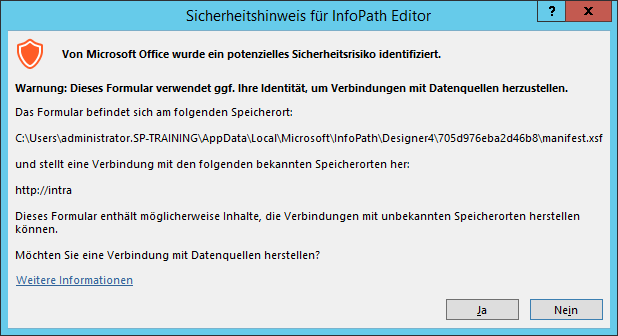 Sicherheitshinweis für InfoPath Editor
?
x
Von Microsoft Office wurde ein potenzielles Sicherheitsrisiko identifiziert.
Warnung: Dieses Formular verwendet ggf. Ihre Identität, um Verbindungen mit Datenquellen herzustellen.
Das Formular befindet sich am folgenden Speicherort:
C:\Users\administrator.SP-TRAINING\AppData\Local\Microsoft\InfoPath\Designer4\705d976eba2d46b8\manifest.xsf
und stellt eine Verbindung mit den folgenden bekannten Speicherorten her:
http://intra
Dieses Formular enthält möglicherweise Inhalte, die Verbindungen mit unbekannten Speicherorten herstellen
können.
Möchten Sie eine Verbindung mit Datenquellen herstellen?
Weitere Informationen
Ja
Nein